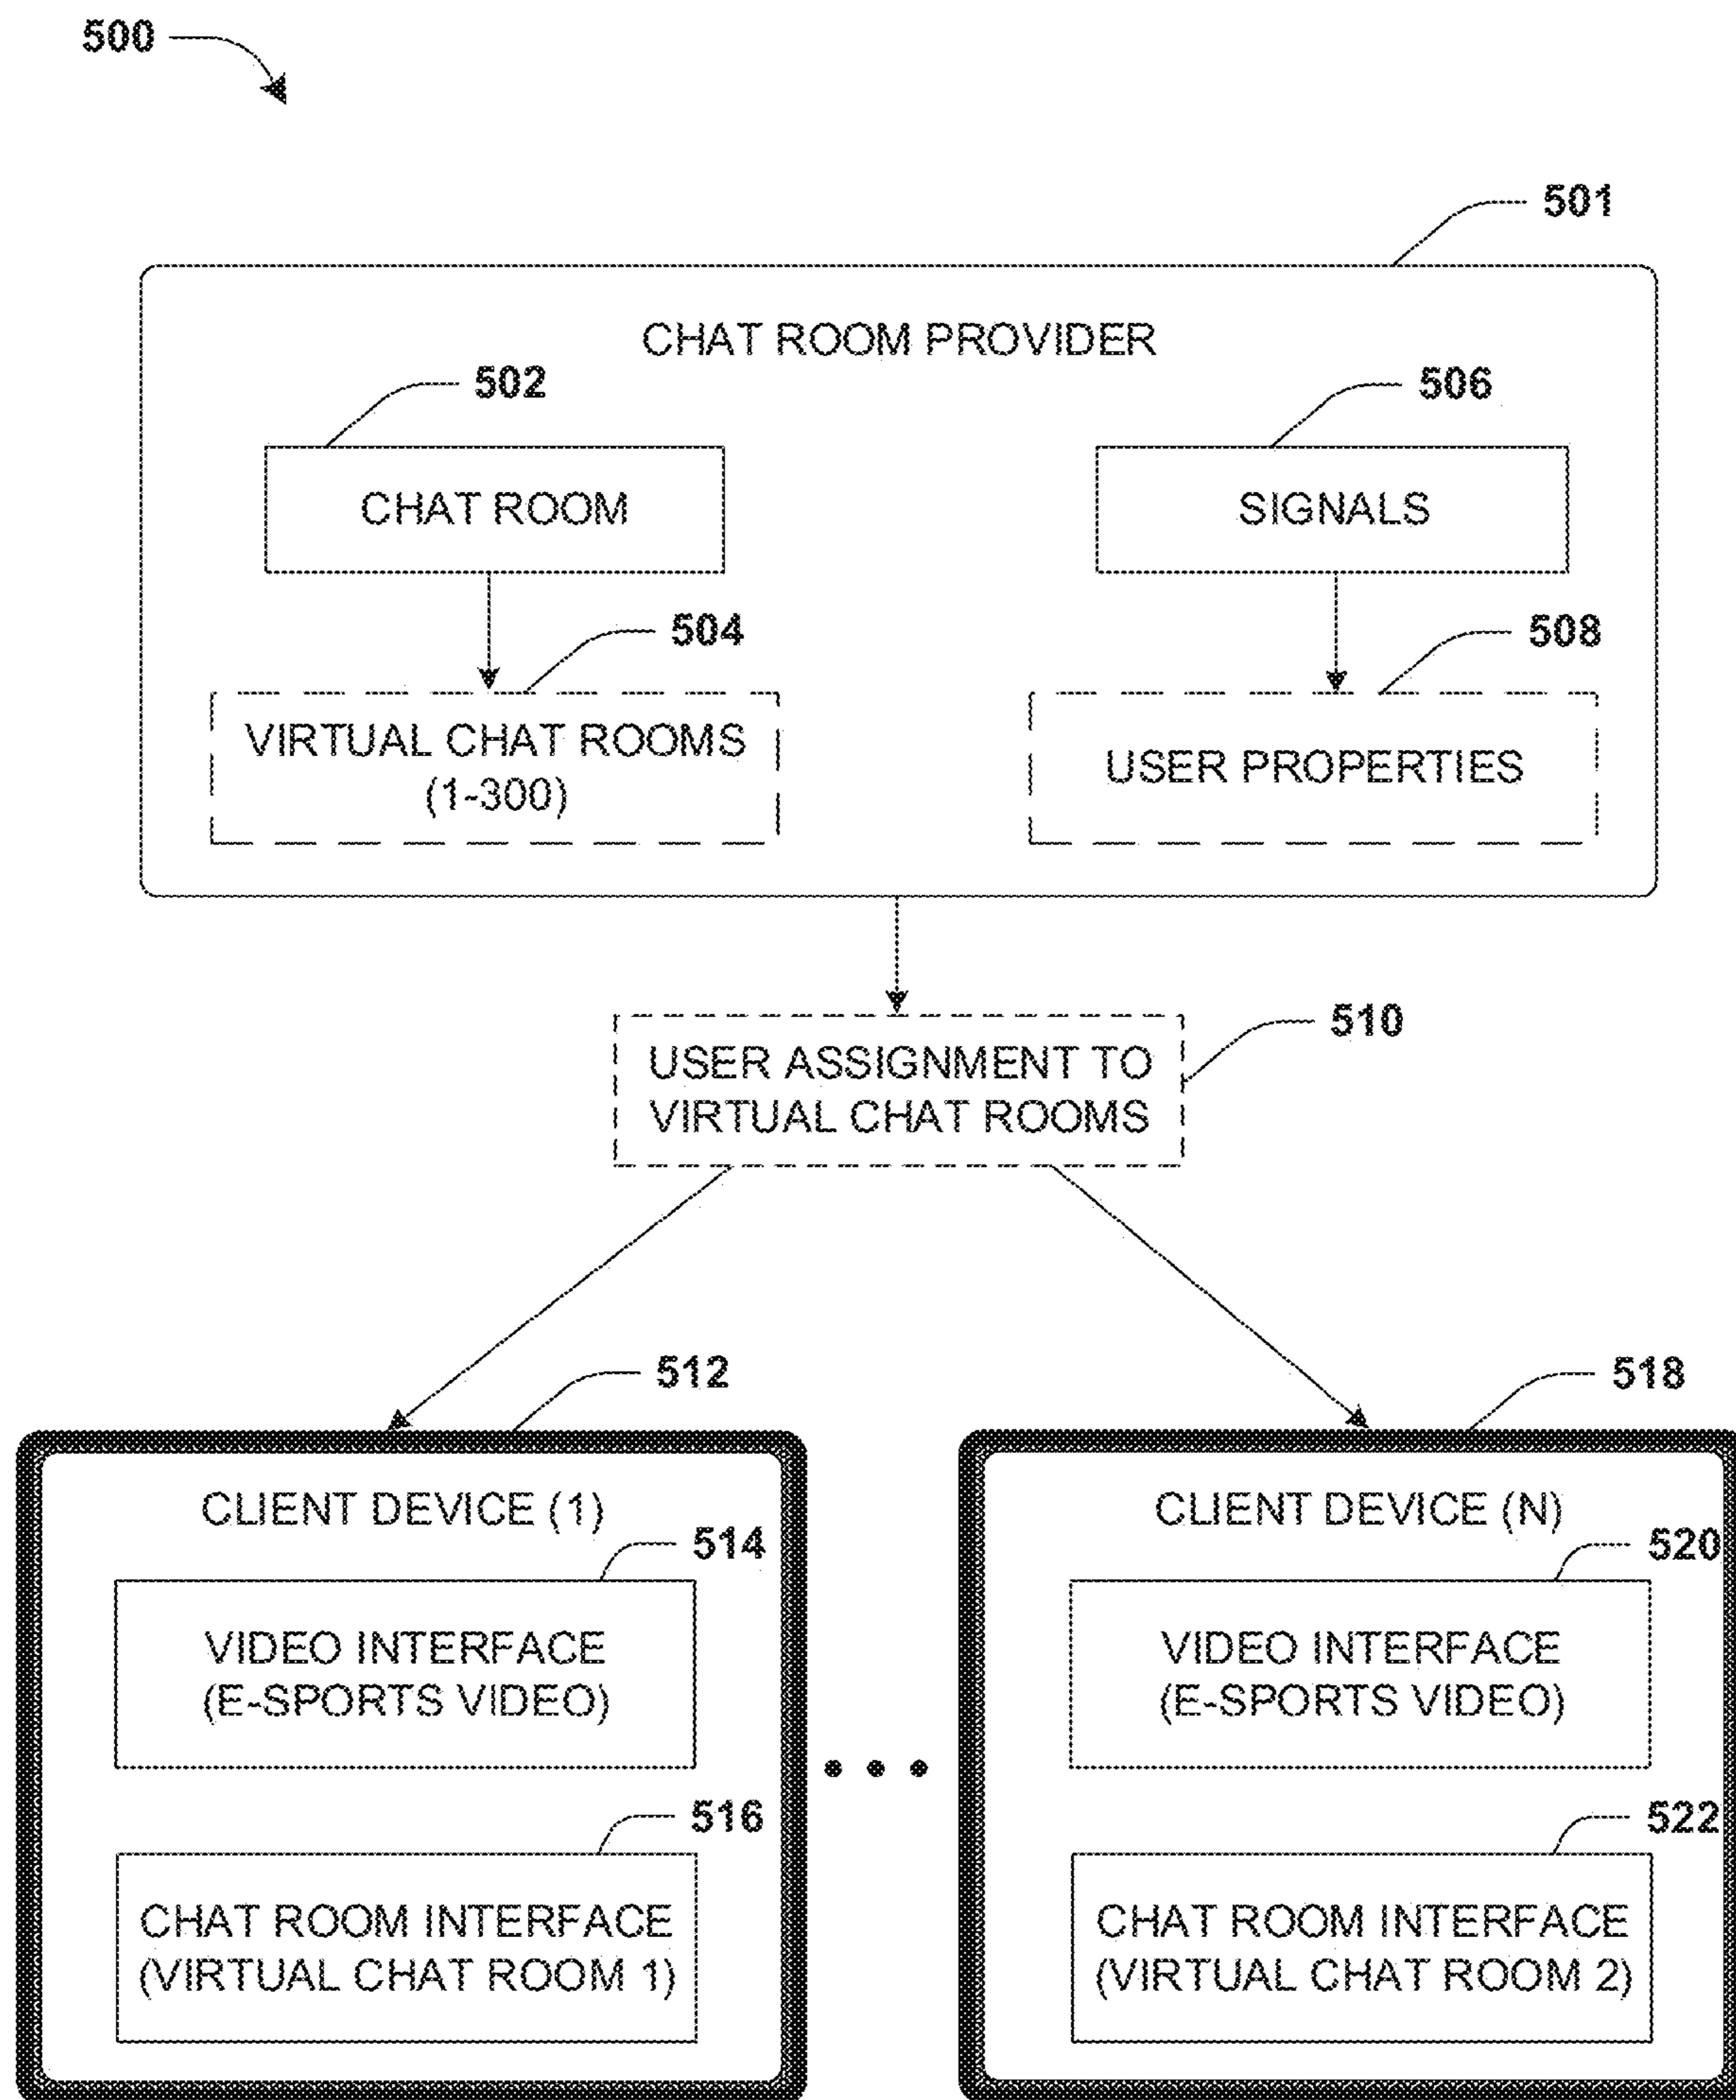 500
501
CHAT ROOM PROVIDER
502
506
CHAT ROOM
SIGNALS
504
508
VIRTUAL CHAT ROOMS
(1-300)
USER PROPERTIES
510
USER ASSIGNMENT TO
VIRTUAL CHAT ROOMS
512
518
CLIENT DEVICE (1)
CLIENT DEVICE (N)
514
520
VIDEO INTERFACE
(E-SPORTS VIDEO)
VIDEO INTERFACE
(E-SPORTS VIDEO)
516
522
CHAT ROOM INTERFACE
(VIRTUAL CHAT ROOM 1)
CHAT ROOM INTERFACE
(VIRTUAL CHAT ROOM 2)